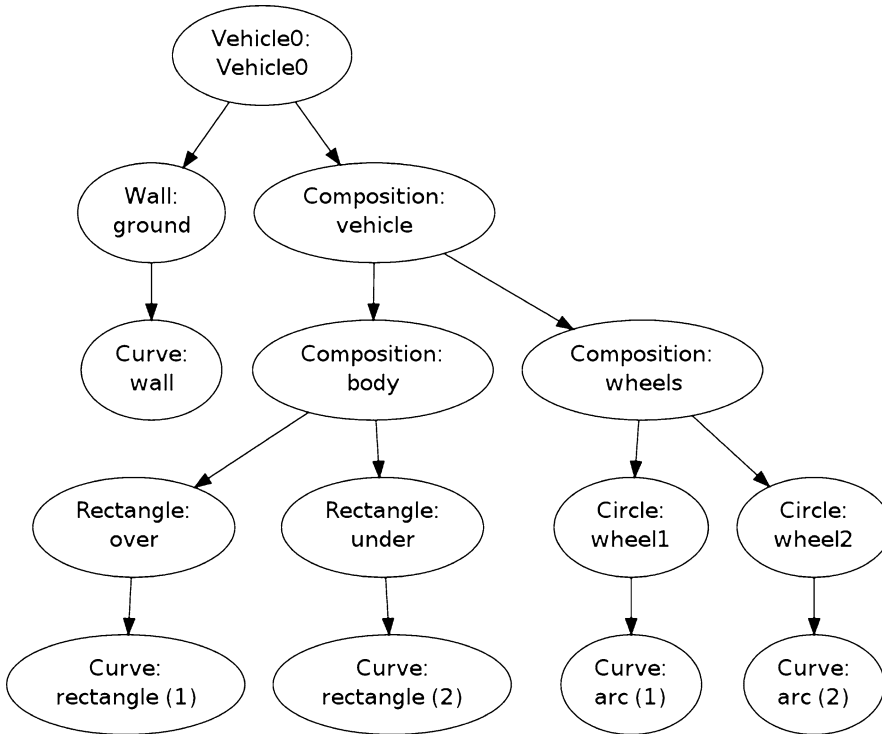 Vehicle0:
Vehicle0
Wall:
ground
Composition:
vehicle
Curve:
wall
Composition:
body
Composition:
wheels
Rectangle:
over
Rectangle:
under
Circle:
wheel1
Circle:
wheel2
Curve:
rectangle (1)
Curve:
rectangle (2)
Curve:
arc (1)
Curve:
arc (2)